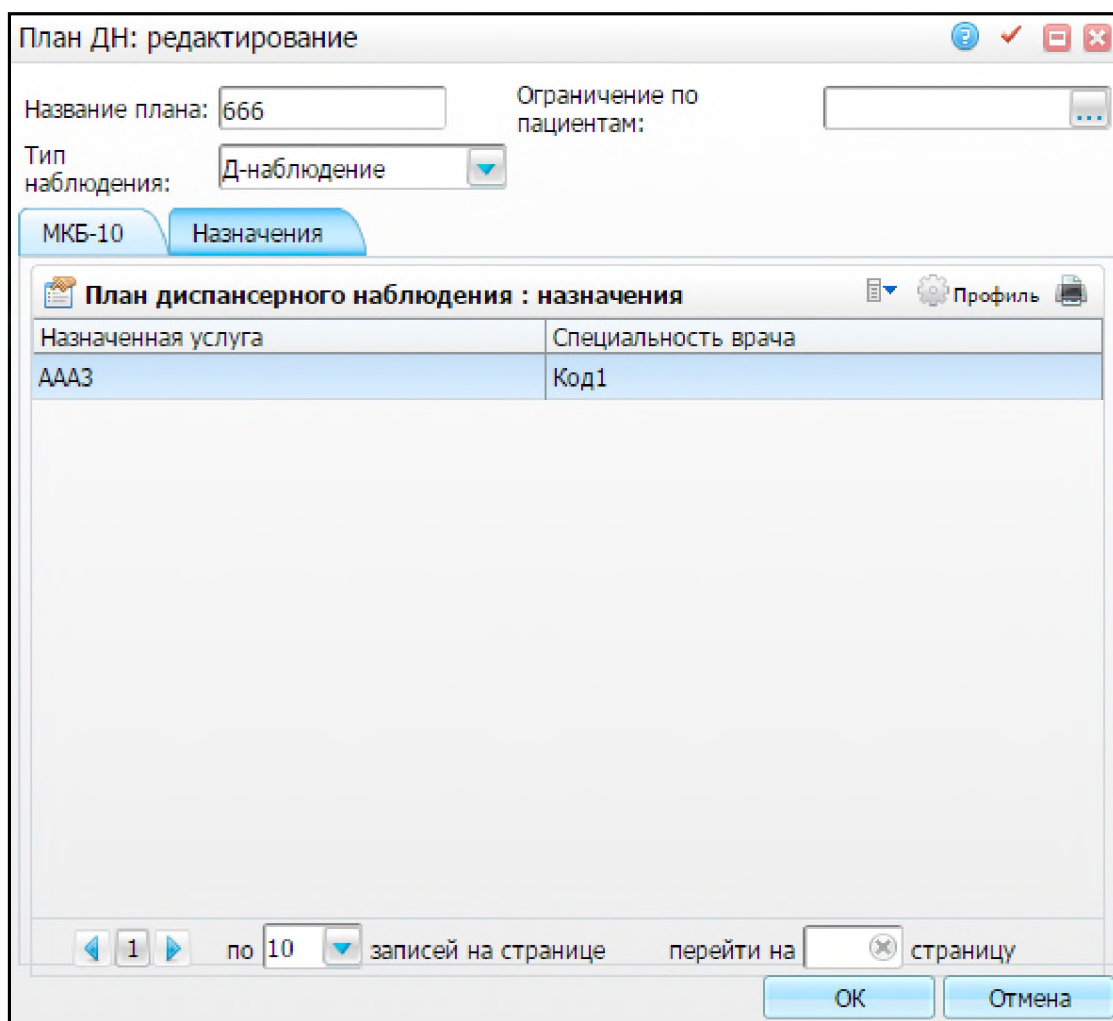 План ДН: редактирование
Название плана: 666
Ограничение по
пациентам:
...
Тип
наблюдения:
Д-наблюдение
МКБ-10 Назначения
План диспансерного наблюдения : назначения Профиль
Назначенная услуга Специальность врача
ААА3 Код1
1 по 10 записей на странице перейти на страницу
ОК Отмена